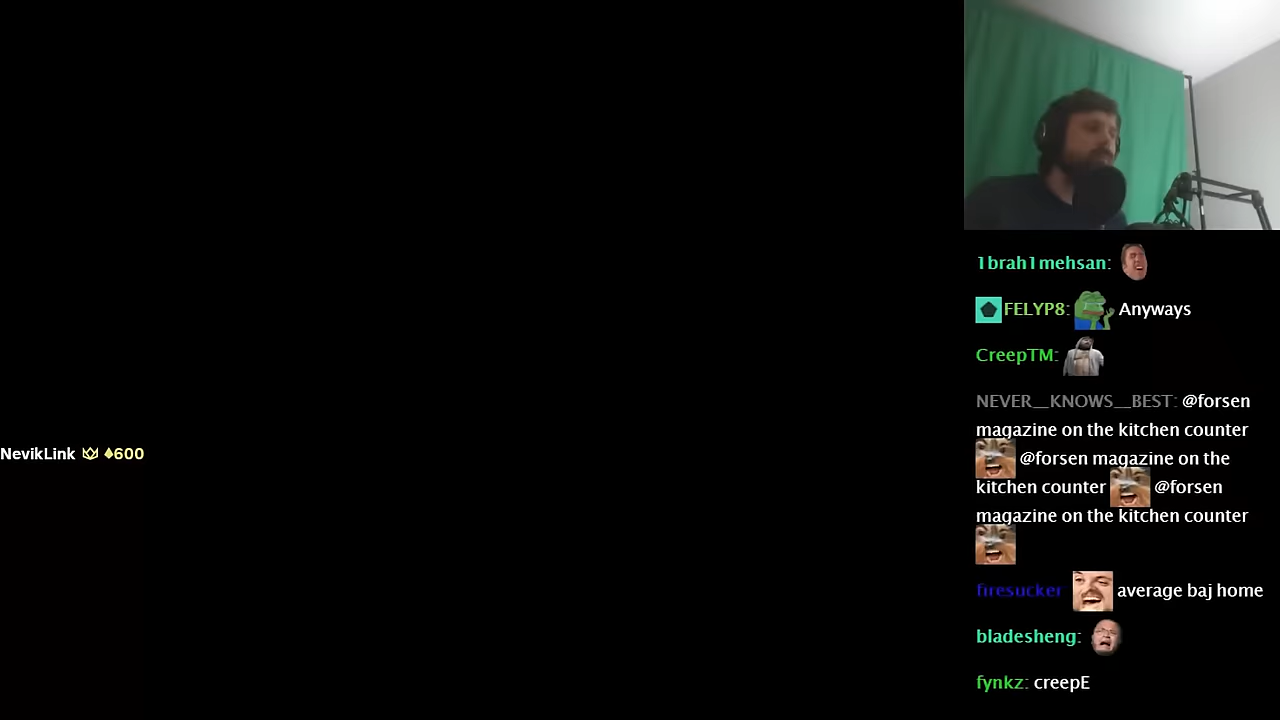 1brah1mehsan:
FELYP8: Anyways
CreepTM:
NEVER__KNOWS__BEST: @forsen
magazine on the kitchen counter
@forsen magazine on the
kitchen counter @forsen
magazine on the kitchen counter
NevikLink 600
firesucker average baj home
bladesheng:
fynkz: creepE